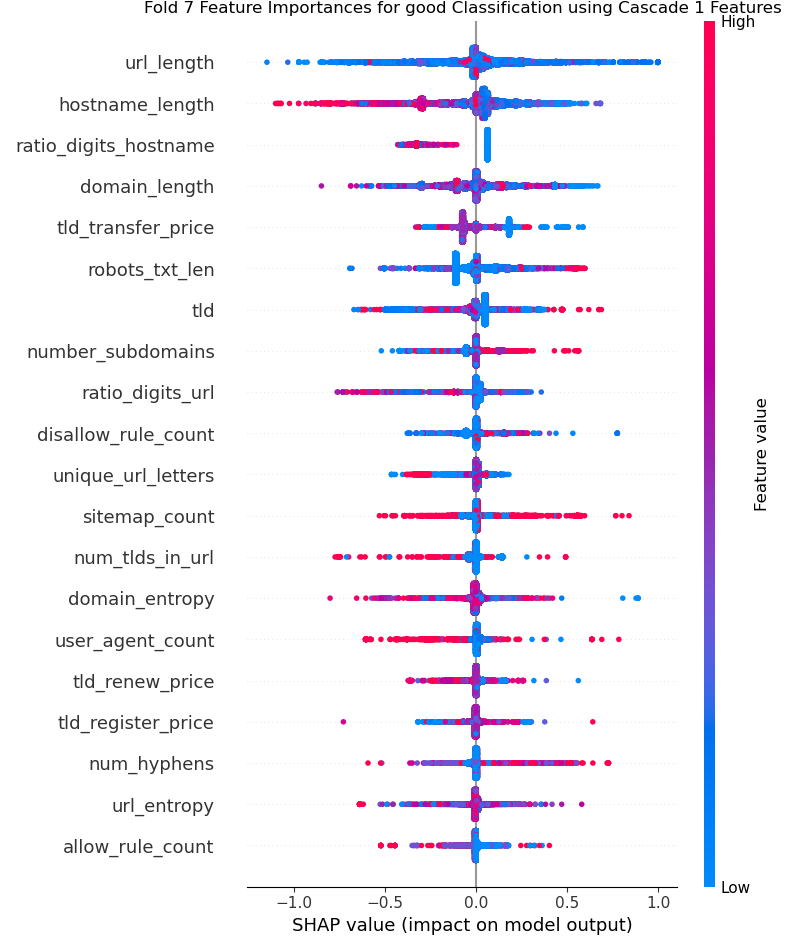 Fold 7 Feature Importances for good Classification using Cascade 1 Features
High
url_length
hostname_length
ratio_digits_hostname
domain_length
tld_transfer_price
robots_txt_len
tld
number_subdomains
ratio_digits_url
disallow_rule_count
unique_url_letters
sitemap_count
num_tlds_in_url
domain_entropy
user_agent_count
tld_renew_price
tld_register_price
num_hyphens
url_entropy
allow_rule_count
Feature value
Low
−1.0 −0.5 0.0 0.5 1.0
SHAP value (impact on model output)